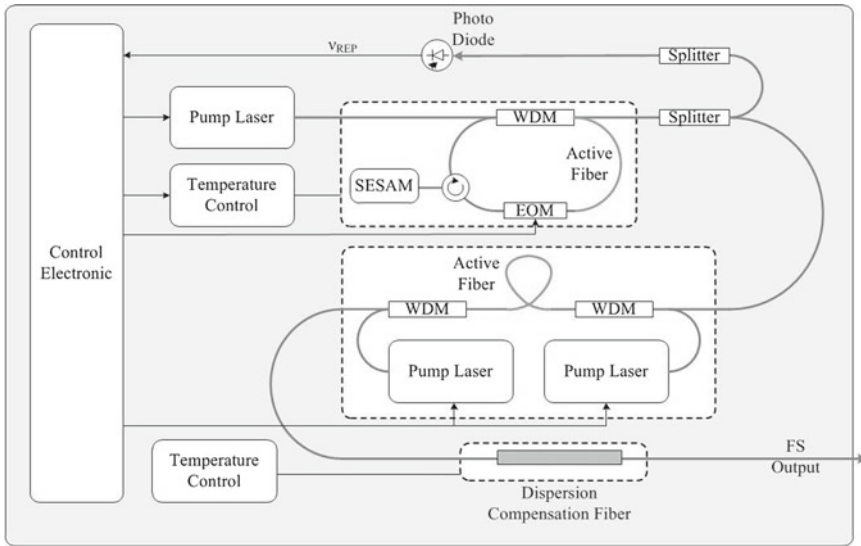 Photo
Diode
ν_REP
Splitter
Pump Laser
WDM
Splitter
Active
Fiber
Temperature
Control
SESAM
EOM
Control
Electronic
Active
Fiber
WDM
WDM
Pump Laser
Pump Laser
Temperature
Control
FS
Output
Dispersion
Compensation Fiber